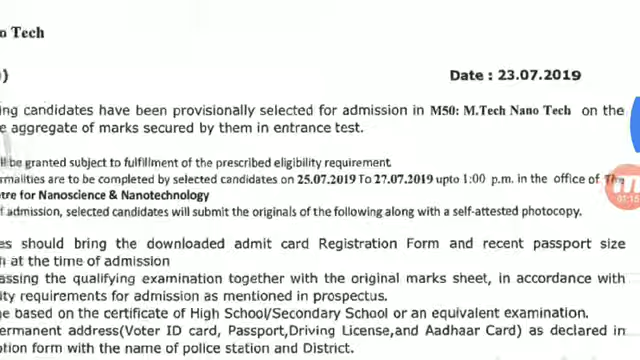 o Tech
)
Date : 23.07.2019
ing candidates have been provisionally selected for admission in M50: M.Tech Nano Tech on the
e aggregate of marks secured by them in entrance test.
ll be granted subject to fulfillment of the prescribed eligibility requirement
rmalities are to be completed by selected candidates on 25.07.2019 To 27.07.2019 upto 1:00 p.m. in the office of The
tre for Nanoscience & Nanotechnology
f admission, selected candidates will submit the originals of the following along with a self-attested photocopy.
es should bring the downloaded admit card Registration Form and recent passport size
h at the time of admission
assing the qualifying examination together with the original marks sheet, in accordance with
ity requirements for admission as mentioned in prospectus.
e based on the certificate of High School/Secondary School or an equivalent examination.
ermanent address(Voter ID card, Passport,Driving License,and Aadhaar Card) as declared in
tion form with the name of police station and District.
01:15